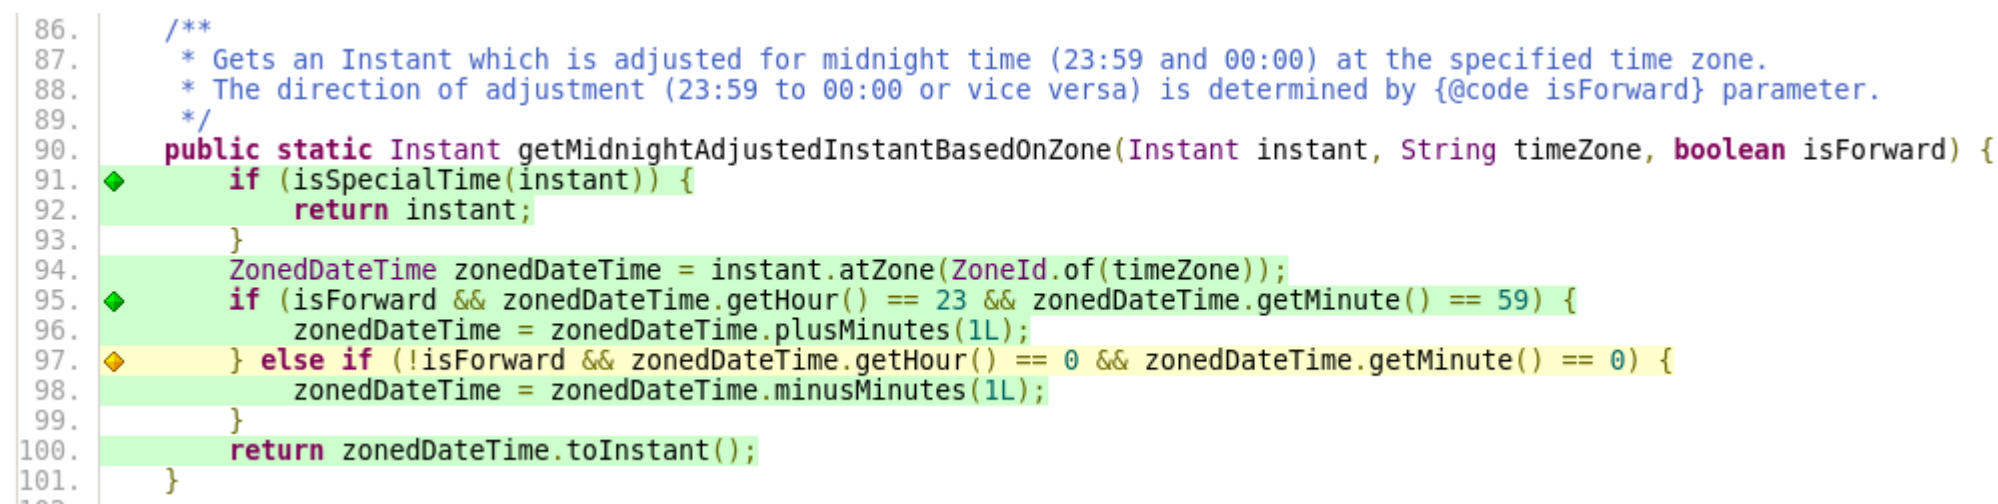 86. /**
87. * Gets an Instant which is adjusted for midnight time (23:59 and 00:00) at the specified time zone.
88. * The direction of adjustment (23:59 to 00:00 or vice versa) is determined by {@code isForward} parameter.
89. */
90. public static Instant getMidnightAdjustedInstantBasedOnZone(Instant instant, String timeZone, boolean isForward) {
91. if (isSpecialTime(instant)) {
92. return instant;
93. }
94. ZonedDateTime zonedDateTime = instant.atZone(ZoneId.of(timeZone));
95. if (isForward && zonedDateTime.getHour() == 23 && zonedDateTime.getMinute() == 59) {
96. zonedDateTime = zonedDateTime.plusMinutes(1L);
97. } else if (!isForward && zonedDateTime.getHour() == 0 && zonedDateTime.getMinute() == 0) {
98. zonedDateTime = zonedDateTime.minusMinutes(1L);
99. }
100. return zonedDateTime.toInstant();
101. }